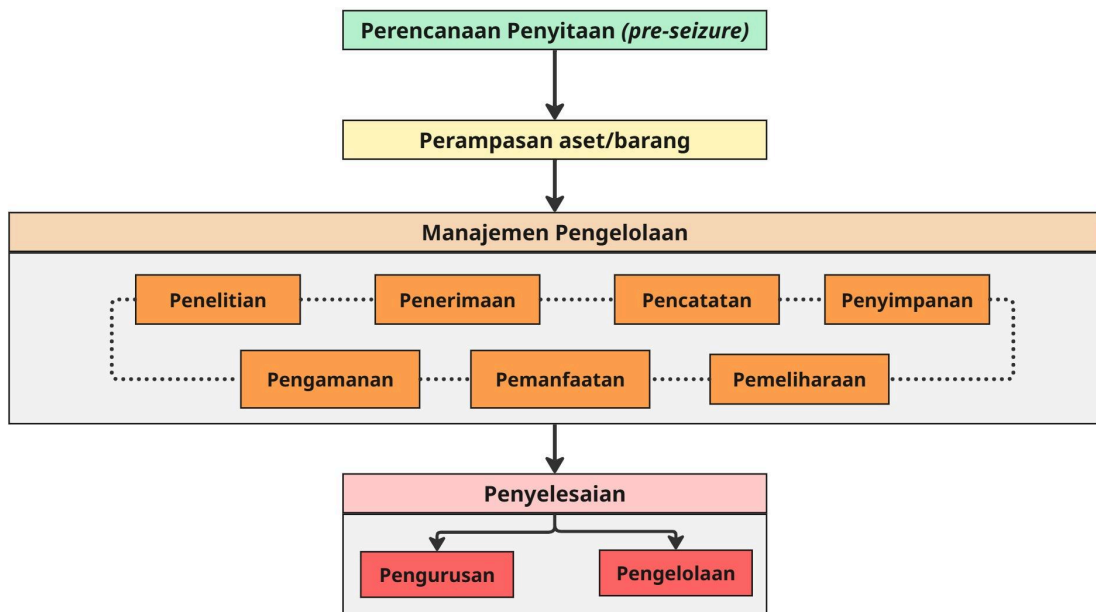 Perencanaan Penyitaan (pre-seizure)
Perampasan aset/barang
Manajemen Pengelolaan
Penelitian
Penerimaan
Pencatatan
Penyimpanan
Pengamanan
Pemanfaatan
Pemeliharaan
Penyelesaian
Pengurusan
Pengelolaan